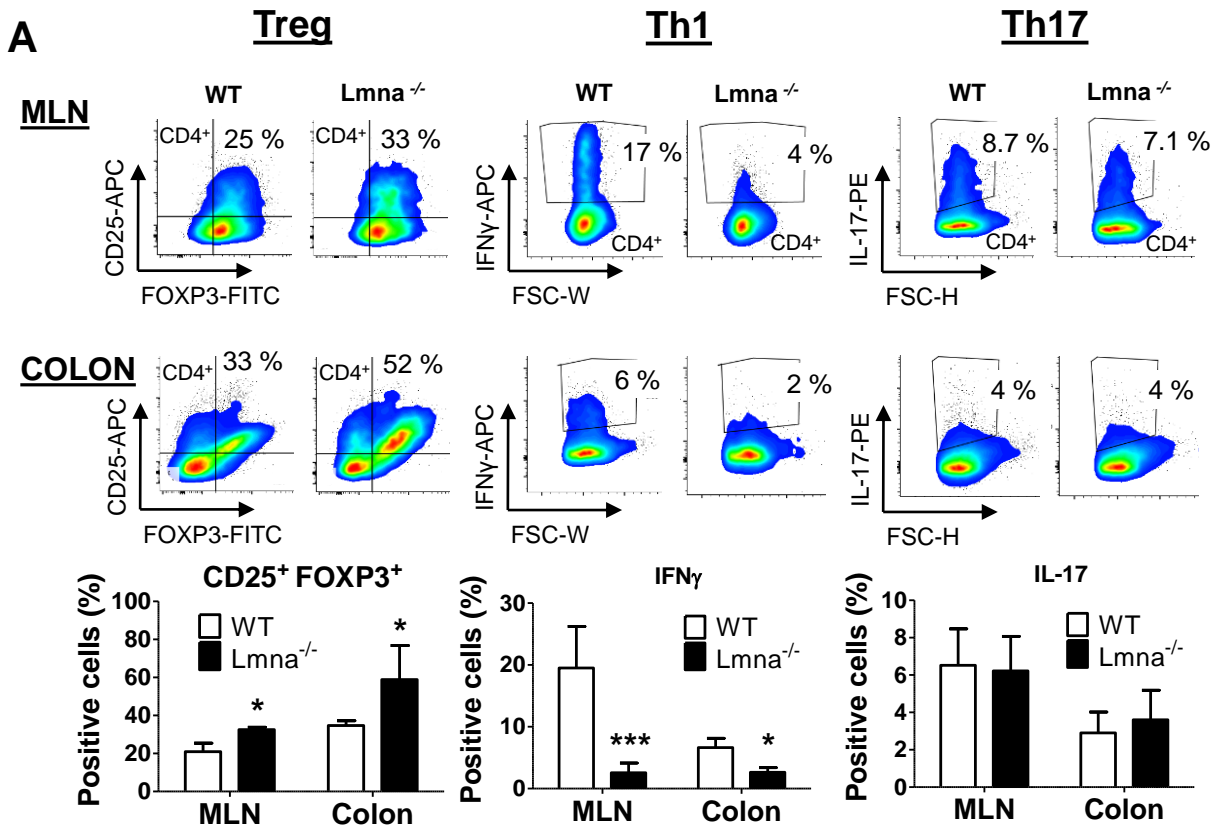 A
Treg Th1 Th17
WT Lmna -/- WT Lmna -/- WT Lmna -/-
MLN
CD4+ 25 % 33 % 17 % 4 % 8.7 % 7.1 %
CD25-APC IFNγ-APC IL-17-PE
CD4+ CD4+ CD4+ CD4+
FOXP3-FITC FSC-W FSC-H
COLON
CD4+ 33 % 52 % 6 % 2 % 4 % 4 %
CD25-APC IFNγ-APC IL-17-PE
FOXP3-FITC FSC-W FSC-H
CD25+ FOXP3+
Positive cells (%)
100
80
60
40
20
0
WT
Lmna-/-
*
*
MLN Colon
IFNγ
Positive cells (%)
30
20
10
0
WT
Lmna-/-
***
*
MLN Colon
IL-17
Positive cells (%)
10
8
6
4
2
0
WT
Lmna-/-
MLN Colon